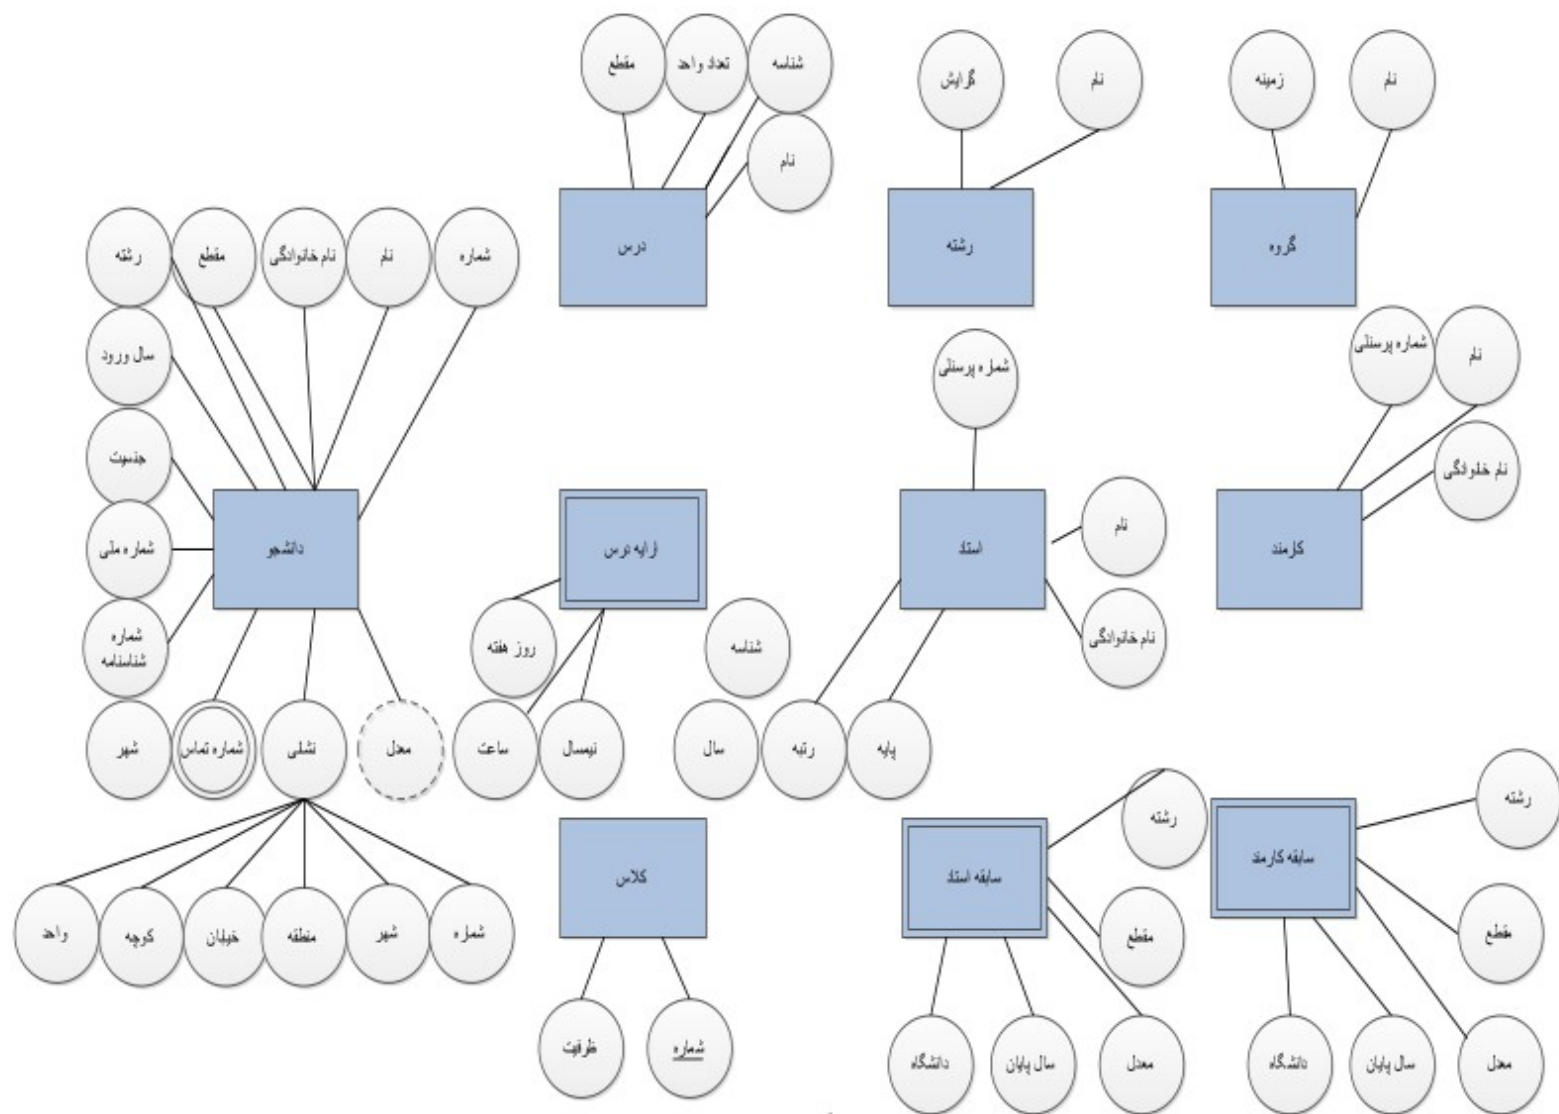 شناسه
تعداد واحد
مقطع
نام
درس
نام
گرایش
رشته
نام
زمینه
گروه
شماره
نام
نام خانوادگی
مقطع
رشته
سال ورود
جنسیت
شماره ملی
شماره
شناسنامه
دانشجو
شهر
شماره تماس
نشانی
معدل
شماره
شهر
منطقه
خیابان
کوچه
واحد
ارایه درس
روز هفته
ساعت
نیمسال
شناسه
سال
کلاس
ظرفیت
شماره
شماره پرسنلی
استاد
نام
نام خانوادگی
رتبه
پایه
شماره پرسنلی
نام
نام خانوادگی
کارمند
سابقه استاد
رشته
مقطع
معدل
سال پایان
دانشگاه
سابقه کارمند
رشته
مقطع
معدل
سال پایان
دانشگاه